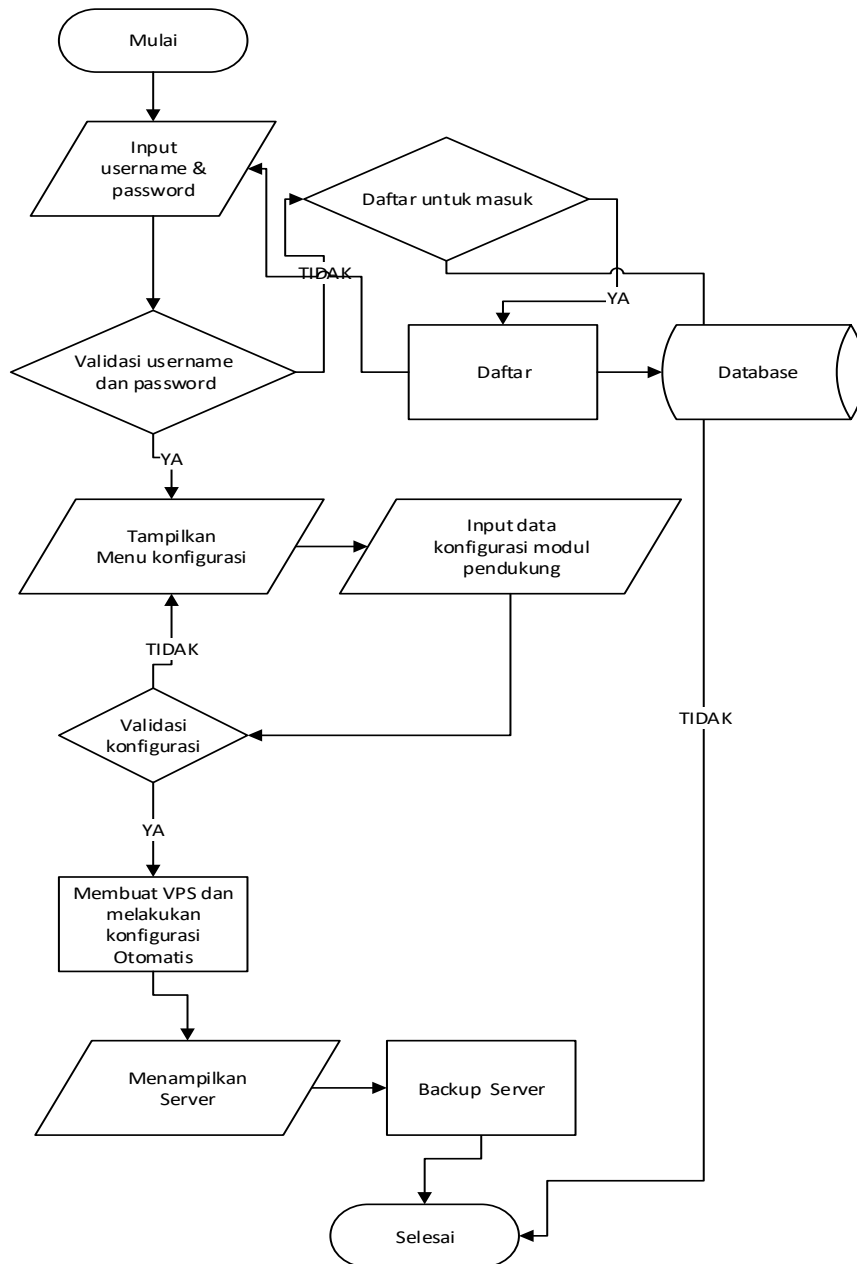 Mulai
Input
username &
password
Daftar untuk masuk
TIDAK
YA
Validasi username
dan password
Daftar
Database
YA
Tampilkan
Menu konfigurasi
Input data
konfigurasi modul
pendukung
TIDAK
Validasi
konfigurasi
TIDAK
YA
Membuat VPS dan
melakukan
konfigurasi
Otomatis
Menampilkan
Server
Backup Server
Selesai